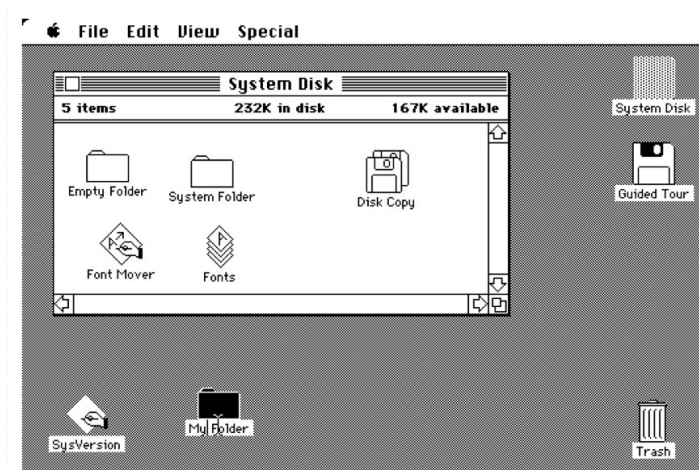 File Edit View Special
System Disk
5 items 232K in disk 167K available
Empty Folder
System Folder
Disk Copy
Font Mover
Fonts
System Disk
Guided Tour
SysVersion
My Folder
Trash